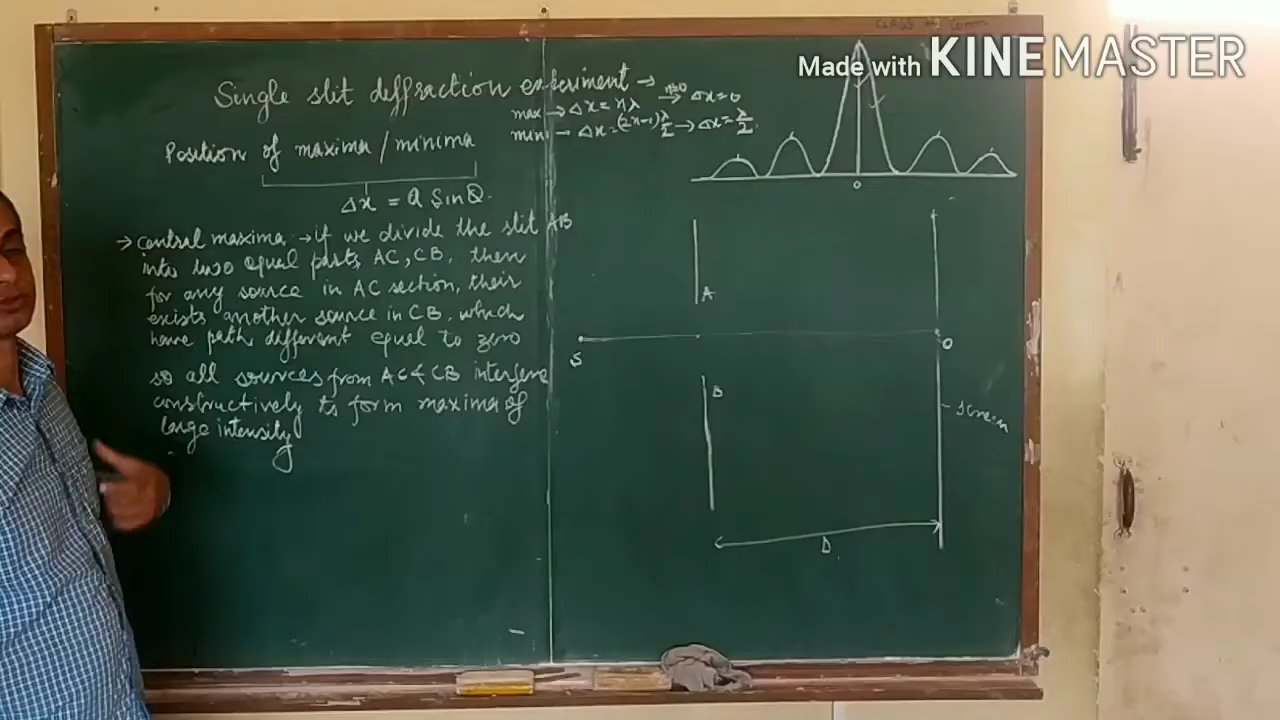 Made with KINEMASTER
Single slit deffraction experiment →
max → Δx = nλ n=0 → Δx=0
min → Δx = (2n-1) λ/2 → Δx = λ/2.
Position of maxima / minima
Δx = a Sinθ.
→ central maxima → if we divide the slit AB
into two equal parts, AC, CB, then
for any source in AC section, their
exists another source in CB, which
have path different equal to zero
so all sources from AC & CB interfere
constructively to form maxima of
large intensity
O
A
S
O
B
screen
D